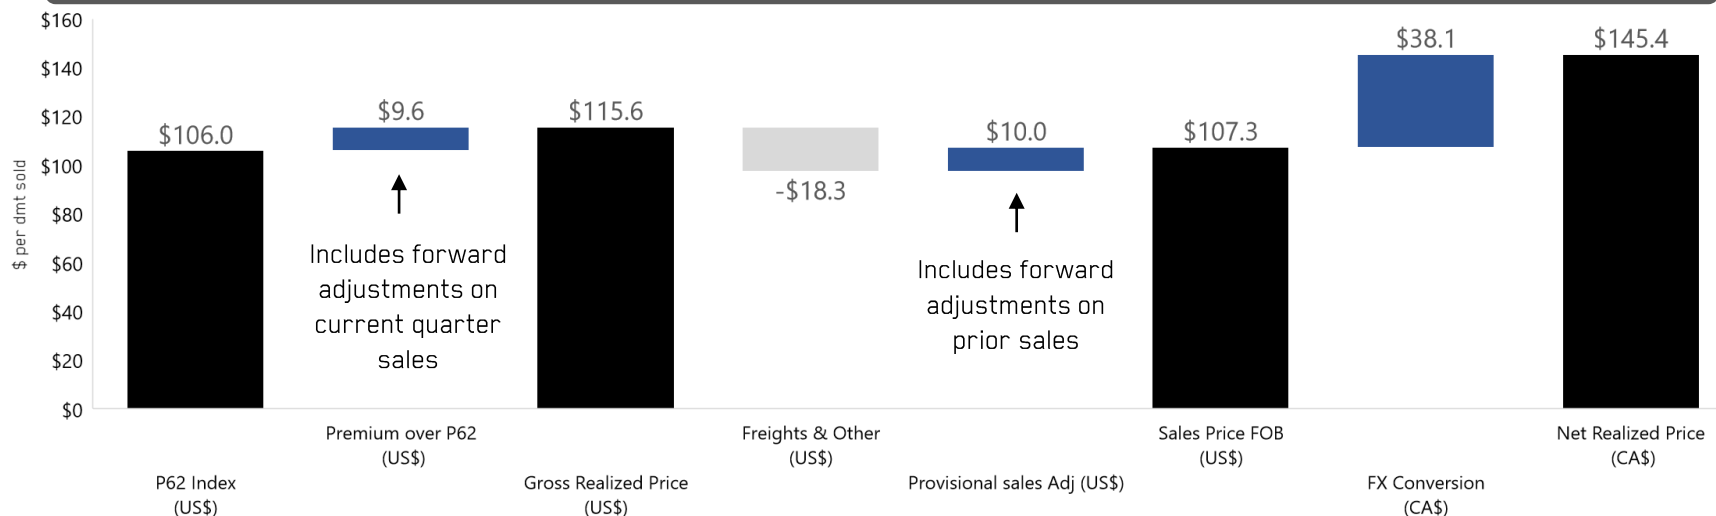 $160
$140
$120
$100
$80
$60
$40
$20
$0
$ per dmt sold
$106.0
$9.6
$115.6
-$18.3
$10.0
$107.3
$38.1
$145.4
Includes forward
adjustments on
current quarter
sales
Includes forward
adjustments on
prior sales
P62 Index
(US$)
Premium over P62
(US$)
Gross Realized Price
(US$)
Freights & Other
(US$)
Provisional sales Adj (US$)
Sales Price FOB
(US$)
FX Conversion
(CA$)
Net Realized Price
(CA$)